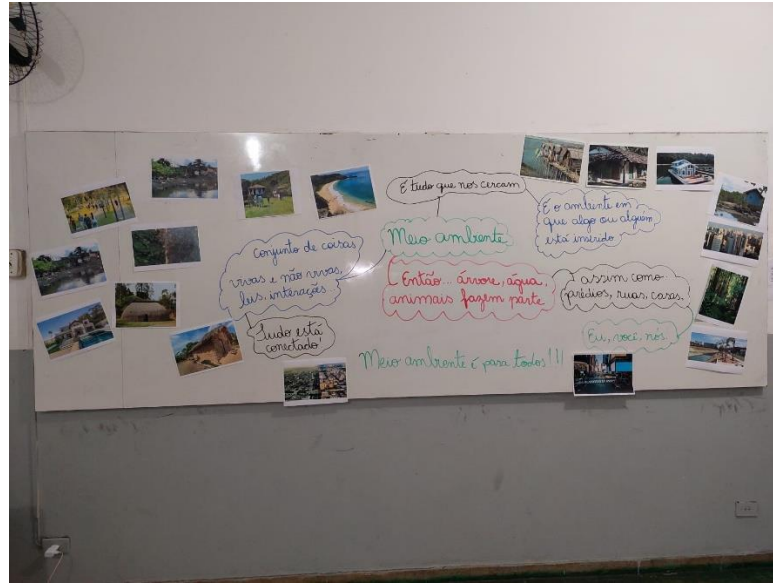 É tudo que nos cercam
É o ambiente em
que algo ou alguém
está inserido.
Meio ambiente
conjunto de coisas
vivas e não vivas,
leis, interações
Então... árvore, água,
animais fazem parte
assim como
prédios, ruas, casas,
Tudo está
conectado!
Eu, você, nós.
Meio ambiente é para todos!!!